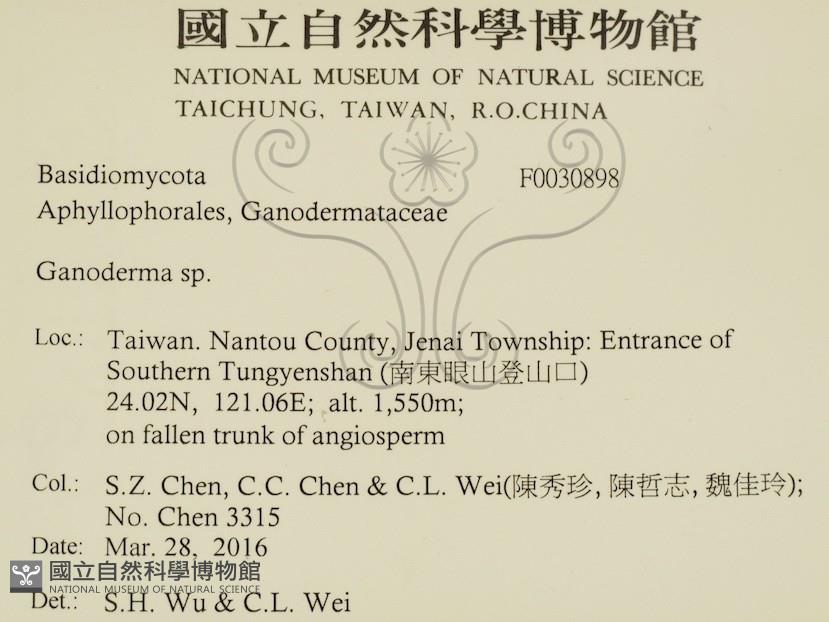 國立自然科學博物館
NATIONAL MUSEUM OF NATURAL SCIENCE
TAICHUNG, TAIWAN, R.O.CHINA
Basidiomycota F0030898
Aphyllophorales, Ganodermataceae
Ganoderma sp.
Loc.: Taiwan. Nantou County, Jenai Township: Entrance of
Southern Tungyenshan (南東眼山登山口)
24.02N, 121.06E; alt. 1,550m;
on fallen trunk of angiosperm
Col.: S.Z. Chen, C.C. Chen & C.L. Wei(陳秀珍, 陳哲志, 魏佳玲);
No. Chen 3315
Date: Mar. 28, 2016
國立自然科學博物館
NATIONAL MUSEUM OF NATURAL SCIENCE
Det.: S.H. Wu & C.L. Wei